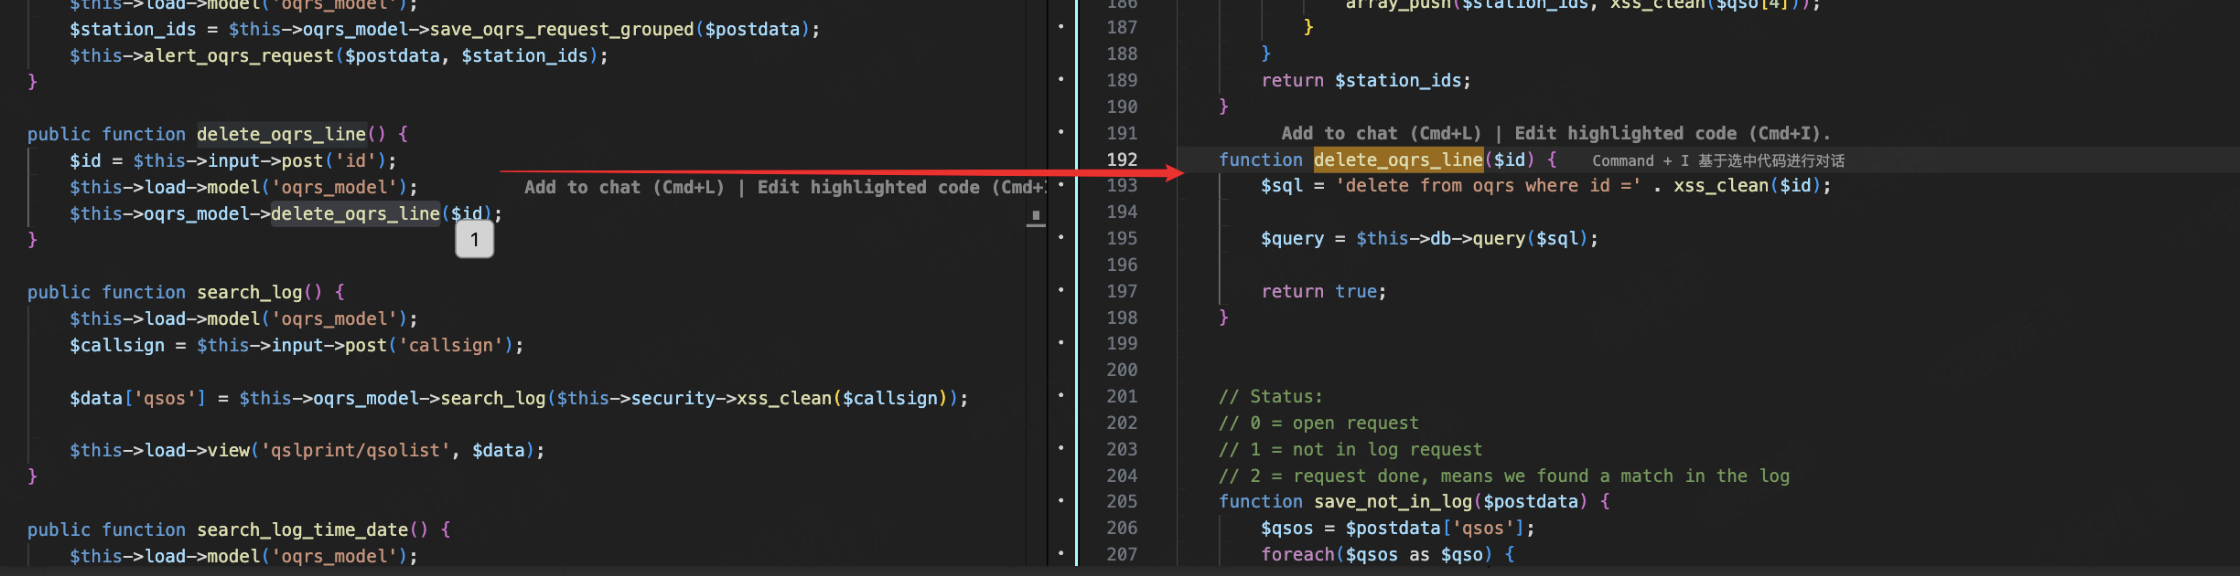 $this->load->model('oqrs_model');
$station_ids = $this->oqrs_model->save_oqrs_request_grouped($postdata);
$this->alert_oqrs_request($postdata, $station_ids);
}
public function delete_oqrs_line() {
$id = $this->input->post('id');
$this->load->model('oqrs_model');
Add to chat (Cmd+L) | Edit highlighted code (Cmd+
$this->oqrs_model->delete_oqrs_line($id);
1
}
public function search_log() {
$this->load->model('oqrs_model');
$callsign = $this->input->post('callsign');
$data['qsos'] = $this->oqrs_model->search_log($this->security->xss_clean($callsign));
$this->load->view('qslprint/qsolist', $data);
}
public function search_log_time_date() {
$this->load->model('oqrs_model');
186 array_push($station_ids, xss_clean($qso[4]));
187 }
188 }
189 return $station_ids;
190 }
191
Add to chat (Cmd+L) | Edit highlighted code (Cmd+I).
192 function delete_oqrs_line($id) { Command + I 基于选中代码进行对话
193 $sql = 'delete from oqrs where id =' . xss_clean($id);
194
195 $query = $this->db->query($sql);
196
197 return true;
198 }
199
200
201 // Status:
202 // 0 = open request
203 // 1 = not in log request
204 // 2 = request done, means we found a match in the log
205 function save_not_in_log($postdata) {
206 $qsos = $postdata['qsos'];
207 foreach($qsos as $qso) {